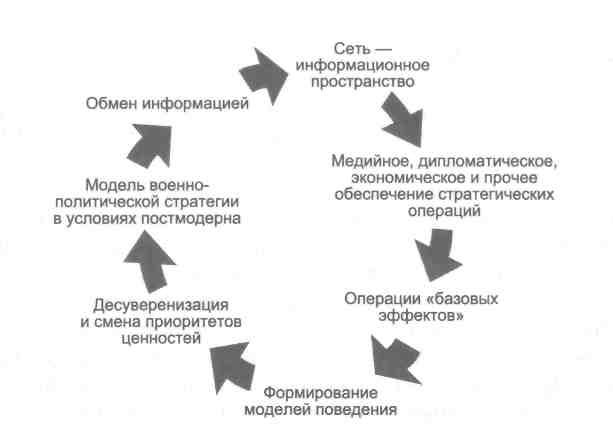 Сеть —
информационное
пространство
Медийное, дипломатическое,
экономическое и прочее
обеспечение стратегических
операций
Операции «базовых
эффектов»
Формирование
моделей поведения
Десуверенизация
и смена приоритетов
ценностей
Модель военно-
политической стратегии
в условиях постмодерна
Обмен информацией